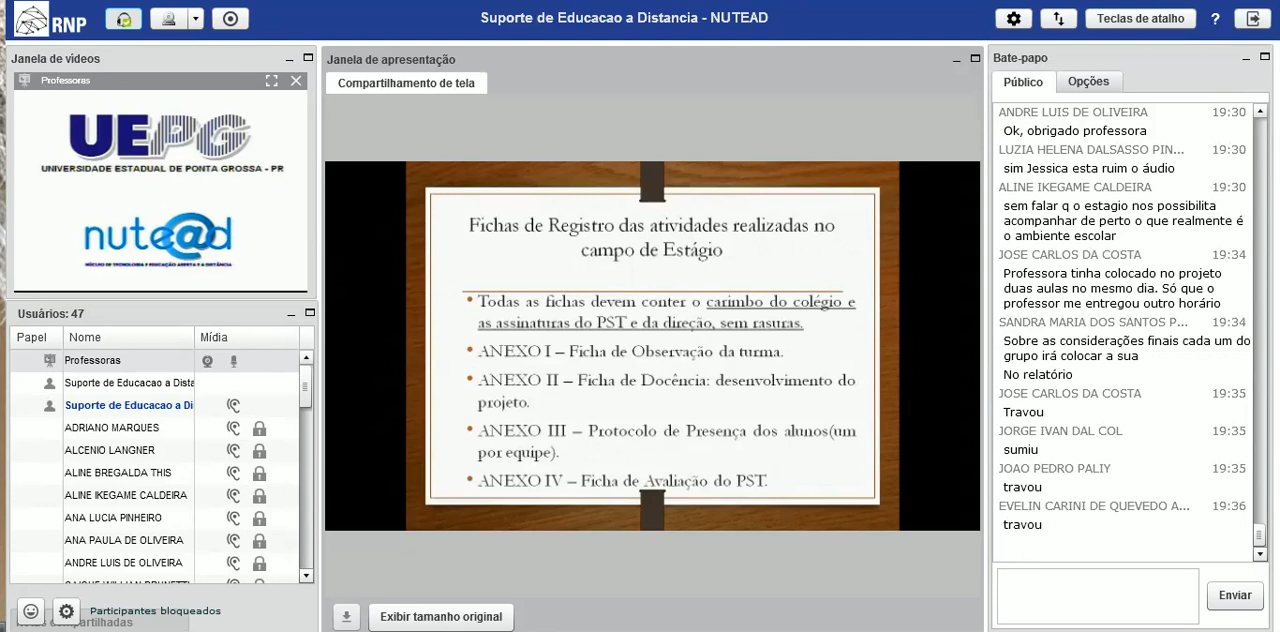 RNP
Suporte de Educacao a Distancia - NUTEAD
Teclas de atalho
?
Janela de videos
Professoras
UEPG
UNIVERSIDADE ESTADUAL DE PONTA GROSSA - PR
nutead
NÚCLEO DE TECNOLOGIA E EDUCAÇÃO ABERTA E A DISTÂNCIA
Usuários: 47
Papel Nome Mídia
Professoras
Suporte de Educacao a Dista
Suporte de Educacao a Di
ADRIANO MARQUES
ALCENIO LANGNER
ALINE BREGALDA THIS
ALINE IKEGAME CALDEIRA
ANA LUCIA PINHEIRO
ANA PAULA DE OLIVEIRA
ANDRE LUIS DE OLIVEIRA
Participantes bloqueados
compartilhadas
Janela de apresentação
Compartilhamento de tela
Fichas de Registro das atividades realizadas no
campo de Estágio
• Todas as fichas devem conter o carimbo do colégio e
as assinaturas do PST e da direção, sem rasuras.
• ANEXO I – Ficha de Observação da turma.
• ANEXO II – Ficha de Docência: desenvolvimento do
projeto.
• ANEXO III – Protocolo de Presença dos alunos(um
por equipe).
• ANEXO IV – Ficha de Avaliação do PST.
Exibir tamanho original
Bate-papo
Público Opções
ANDRE LUIS DE OLIVEIRA 19:30
Ok, obrigado professora
LUZIA HELENA DALSASSO PIN... 19:30
sim Jessica esta ruim o áudio
ALINE IKEGAME CALDEIRA 19:30
sem falar q o estagio nos possibilita
acompanhar de perto o que realmente é
o ambiente escolar
JOSE CARLOS DA COSTA 19:34
Professora tinha colocado no projeto
duas aulas no mesmo dia. Só que o
professor me entregou outro horário
SANDRA MARIA DOS SANTOS P... 19:34
Sobre as considerações finais cada um do
grupo irá colocar a sua
No relatório
JOSE CARLOS DA COSTA 19:35
Travou
JORGE IVAN DAL COL 19:35
sumiu
JOAO PEDRO PALIY 19:35
travou
EVELIN CARINI DE QUEVEDO A... 19:36
travou
Enviar